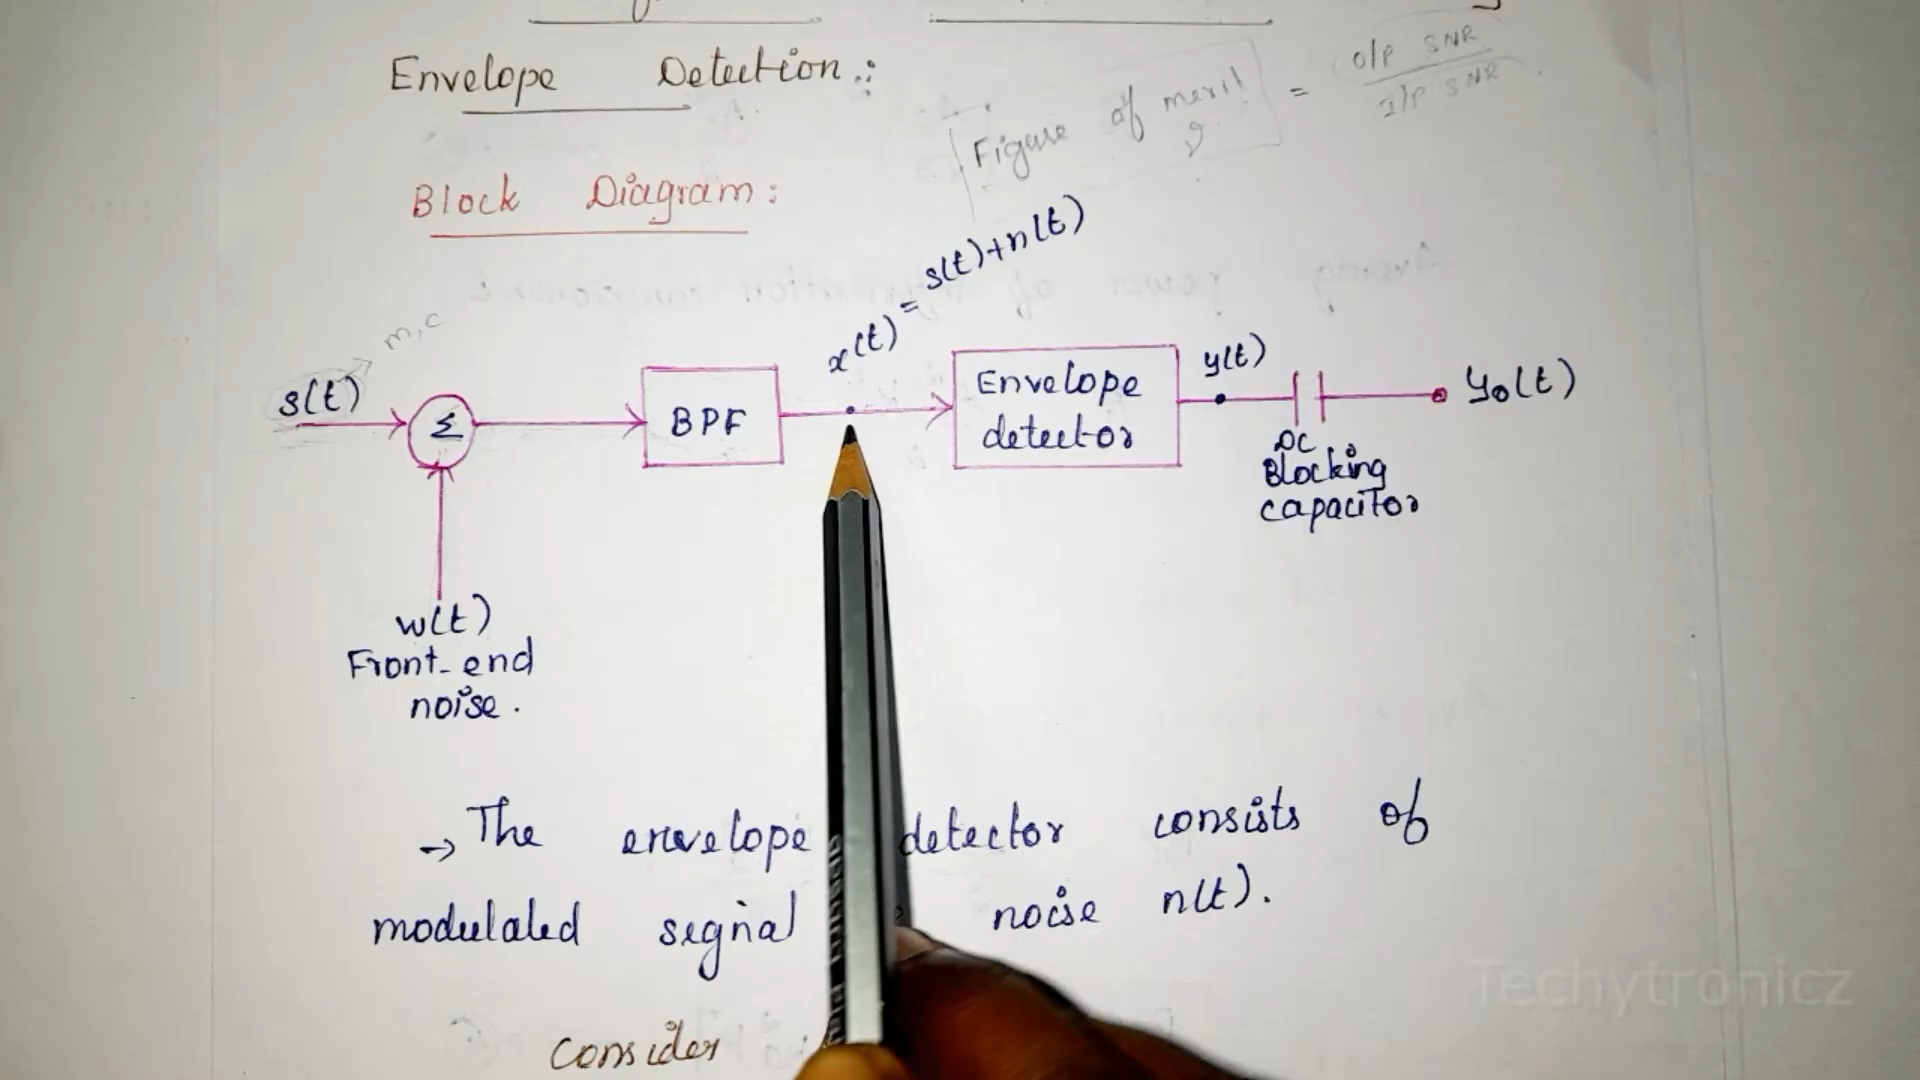 Envelope Detection :
Figure of merit = O/P SNR
I/P SNR
Block Diagram :
x(t) = s(t)+n(t)
m, c
s(t)
Σ
BPF
Envelope
detector
y(t)
yo(t)
DC
Blocking
capacitor
w(t)
Front-end
noise .
→ The envelope detector consists of
modulated signal noise n(t).
Consider
Techytronicz